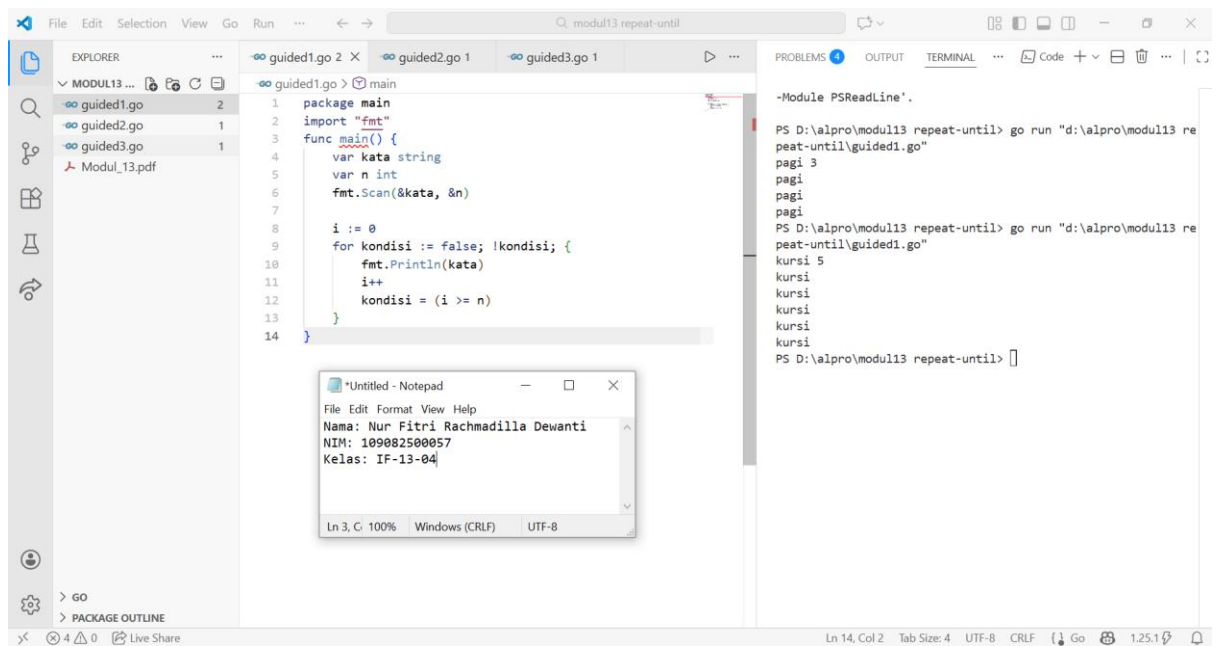 File Edit Selection View Go Run ... modul13 repeat-until
EXPLORER ...
MODUL13 ...
guided1.go 2
guided2.go 1
guided3.go 1
Modul_13.pdf
GO
PACKAGE OUTLINE
guided1.go 2 guided2.go 1 guided3.go 1 ...
guided1.go > main
1 package main
2 import "fmt"
3 func main() {
4 var kata string
5 var n int
6 fmt.Scan(&kata, &n)
7
8 i := 0
9 for kondisi := false; !kondisi; {
10 fmt.Println(kata)
11 i++
12 kondisi = (i >= n)
13 }
14 }
*Untitled - Notepad
File Edit Format View Help
Nama: Nur Fitri Rachmadilla Dewanti
NIM: 109082500057
Kelas: IF-13-04
Ln 3, C 100% Windows (CRLF) UTF-8
PROBLEMS 4 OUTPUT TERMINAL ... Code ...
-Module PSReadLine'.
PS D:\alpro\modul13 repeat-until> go run "d:\alpro\modul13 re
peat-until\guided1.go"
pagi 3
pagi
pagi
pagi
PS D:\alpro\modul13 repeat-until> go run "d:\alpro\modul13 re
peat-until\guided1.go"
kursi 5
kursi
kursi
kursi
kursi
kursi
PS D:\alpro\modul13 repeat-until>
4 0 Live Share Ln 14, Col 2 Tab Size: 4 UTF-8 CRLF {} Go 1.25.1